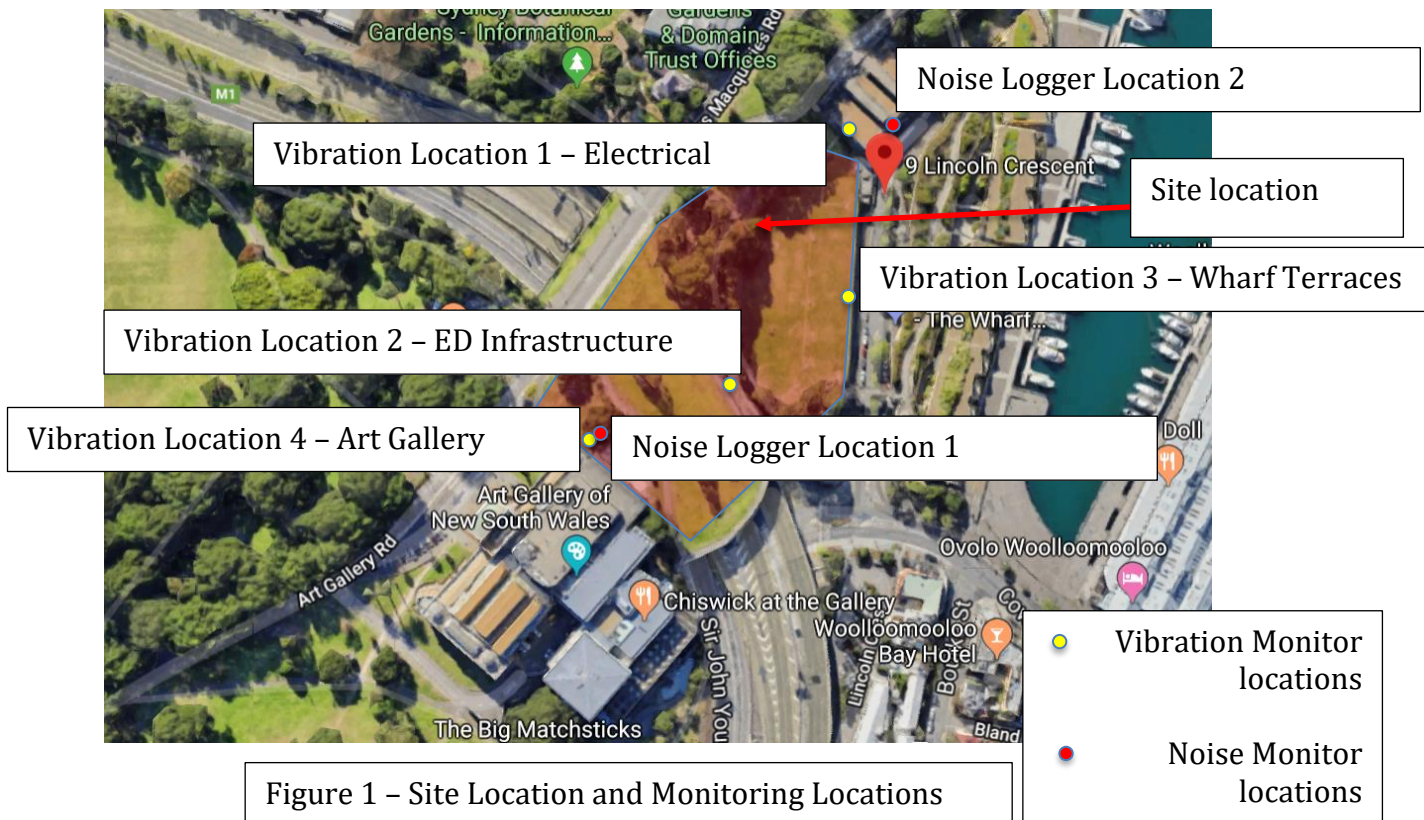 Sydney Botanical
Gardens - Information...
Gardens
& Domain
Trust Offices
M1
s Macquaries Rd
Noise Logger Location 2
Vibration Location 1 – Electrical
9 Lincoln Crescent
Site location
Vibration Location 3 – Wharf Terraces
- The Wharf...
Vibration Location 2 – ED Infrastructure
Vibration Location 4 – Art Gallery
Noise Logger Location 1
Doll
Art Gallery of
New South Wales
Art Gallery Rd
Ovolo Woolloomooloo
Chiswick at the Gallery
Woolloomooloo
Bay Hotel
Sir John You
Lincoln
St
The Big Matchsticks
Bland
Vibration Monitor
locations
Noise Monitor
locations
Figure 1 – Site Location and Monitoring Locations